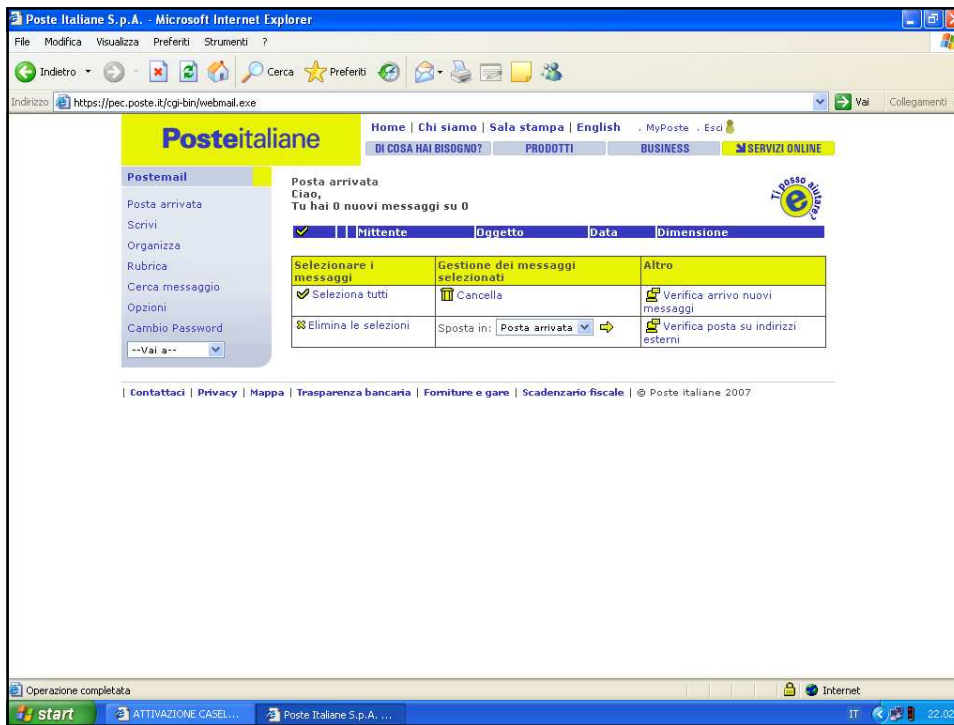 Poste Italiane S.p.A. - Microsoft Internet Explorer
File Modifica Visualizza Preferiti Strumenti ?
Indietro Cerca Preferiti
Indirizzo https://pec.poste.it/cgi-bin/webmail.exe Vai Collegamenti
Posteitaliane
Home | Chi siamo | Sala stampa | English . MyPoste . Esci
DI COSA HAI BISOGNO? PRODOTTI BUSINESS SERVIZI ONLINE
Postemail
Posta arrivata
Scrivi
Organizza
Rubrica
Cerca messaggio
Opzioni
Cambio Password
--Vai a--
Posta arrivata
Ciao,
Tu hai 0 nuovi messaggi su 0
Ti posso aiutare?
e
Mittente Oggetto Data Dimensione
Selezionare i messaggi
Gestione dei messaggi selezionati
Altro
Seleziona tutti
Cancella
Verifica arrivo nuovi messaggi
Elimina le selezioni
Sposta in: Posta arrivata
Verifica posta su indirizzi esterni
| Contattaci | Privacy | Mappa | Trasparenza bancaria | Forniture e gare | Scadenzario fiscale | © Poste italiane 2007
Operazione completata Internet
start ATTIVAZIONE CASEL... Poste Italiane S.p.A. ... IT 22.02